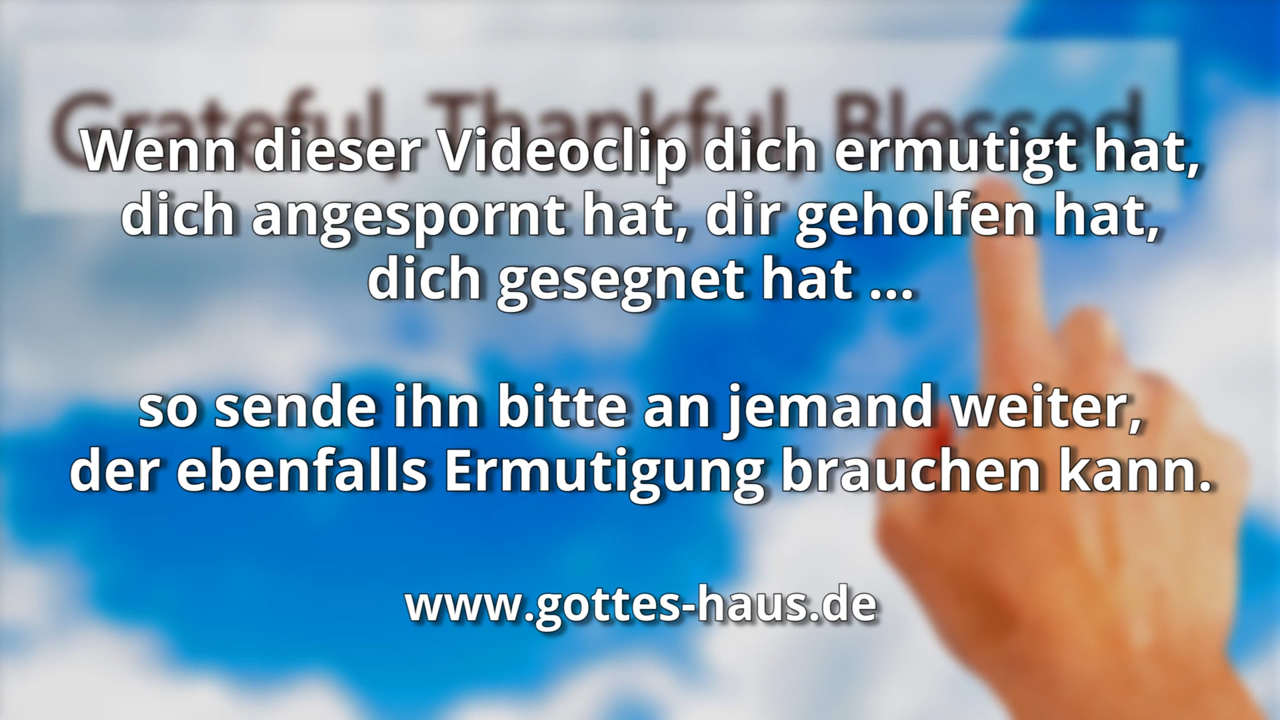 Grateful, Thankful, Blessed
Wenn dieser Videoclip dich ermutigt hat,
dich angespornt hat, dir geholfen hat,
dich gesegnet hat ...
so sende ihn bitte an jemand weiter,
der ebenfalls Ermutigung brauchen kann.
www.gottes-haus.de